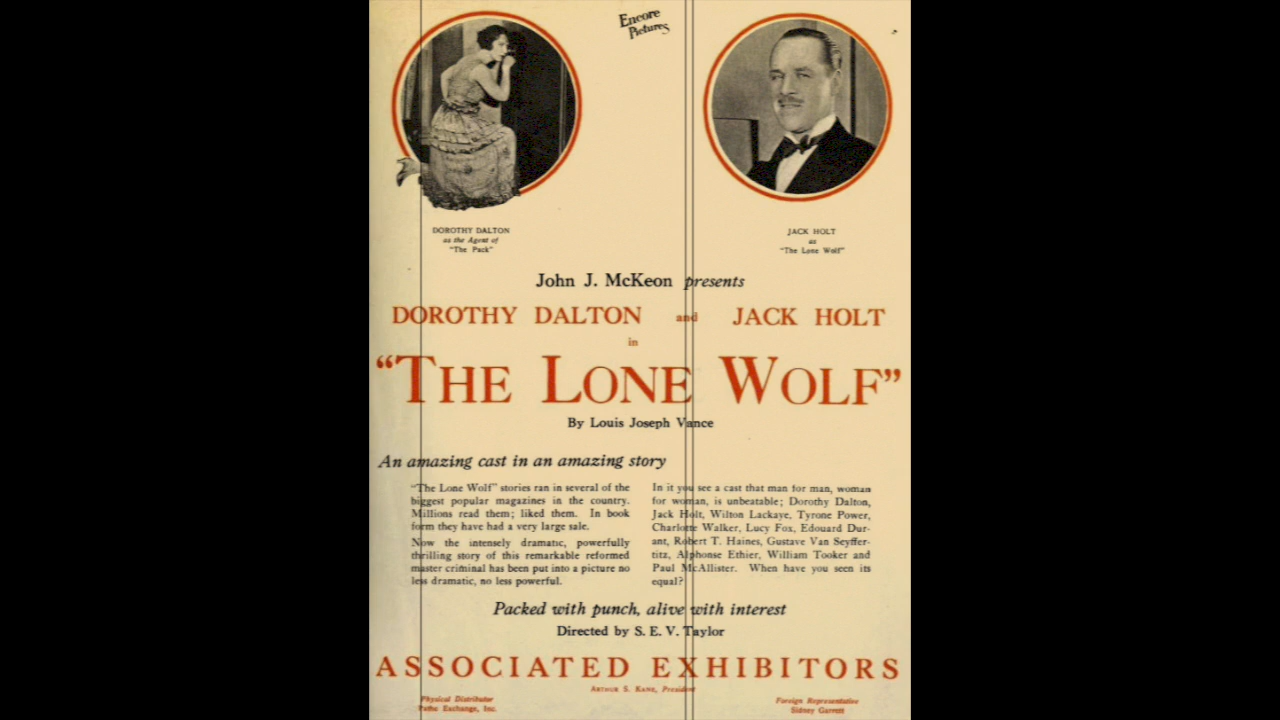 Encore
Pictures
DOROTHY DALTON
as the Agent of
"The Pack"
JACK HOLT
as
"The Lone Wolf"
John J. McKeon presents
DOROTHY DALTON and JACK HOLT
in
“THE LONE WOLF”
By Louis Joseph Vance
An amazing cast in an amazing story
“The Lone Wolf” stories ran in several of the
biggest popular magazines in the country.
Millions read them; liked them. In book
form they have had a very large sale.
Now the intensely dramatic, powerfully
thrilling story of this remarkable reformed
master criminal has been put into a picture no
less dramatic, no less powerful.
In it you see a cast that man for man, woman
for woman, is unbeatable; Dorothy Dalton,
Jack Holt, Wilton Lackaye, Tyrone Power,
Charlotte Walker, Lucy Fox, Edouard Dur-
ant, Robert T. Haines, Gustave Van Seyffer-
titz, Alphonse Ethier, William Tooker and
Paul McAllister. When have you seen its
equal?
Packed with punch, alive with interest
Directed by S. E. V. Taylor
ASSOCIATED EXHIBITORS
ARTHUR S. KANE, President
Physical Distributor
Pathe Exchange, Inc.
Foreign Representative
Sidney Garrett